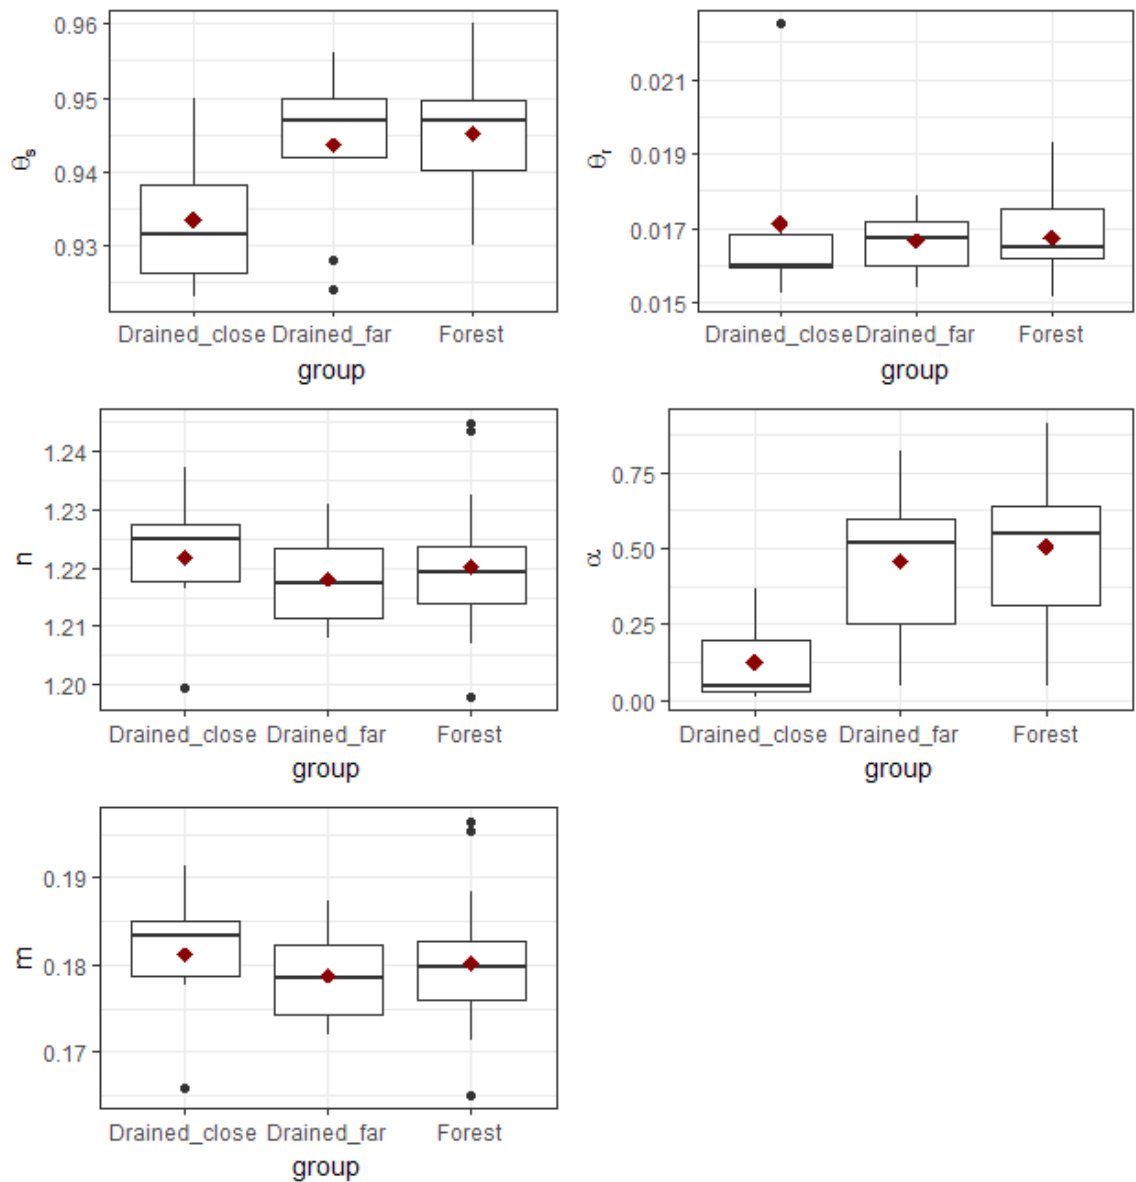 θs
0.96
0.95
0.94
0.93
Drained_close Drained_far Forest
group
θr
0.021
0.019
0.017
0.015
Drained_close Drained_far Forest
group
n
1.24
1.23
1.22
1.21
1.20
Drained_close Drained_far Forest
group
α
0.75
0.50
0.25
0.00
Drained_close Drained_far Forest
group
m
0.19
0.18
0.17
Drained_close Drained_far Forest
group